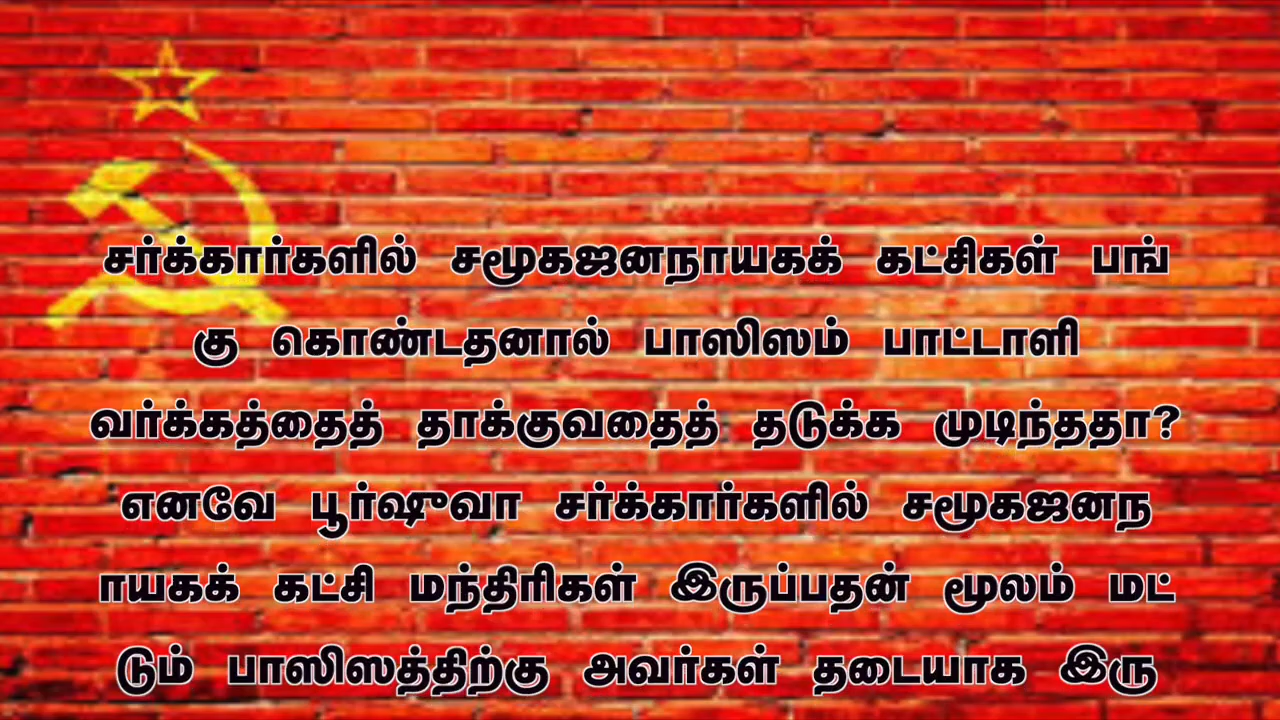 சர்க்கார்களில் சமூகஜனநாயகக் கட்சிகள் பங்
கு கொண்டதனால் பாஸிஸம் பாட்டாளி
வர்க்கத்தைத் தாக்குவதைத் தடுக்க முடிந்ததா?
எனவே பூர்ஷுவா சர்க்கார்களில் சமூகஜனந
ாயகக் கட்சி மந்திரிகள் இருப்பதன் மூலம் மட்
டும் பாஸிஸத்திற்கு அவர்கள் தடையாக இரு